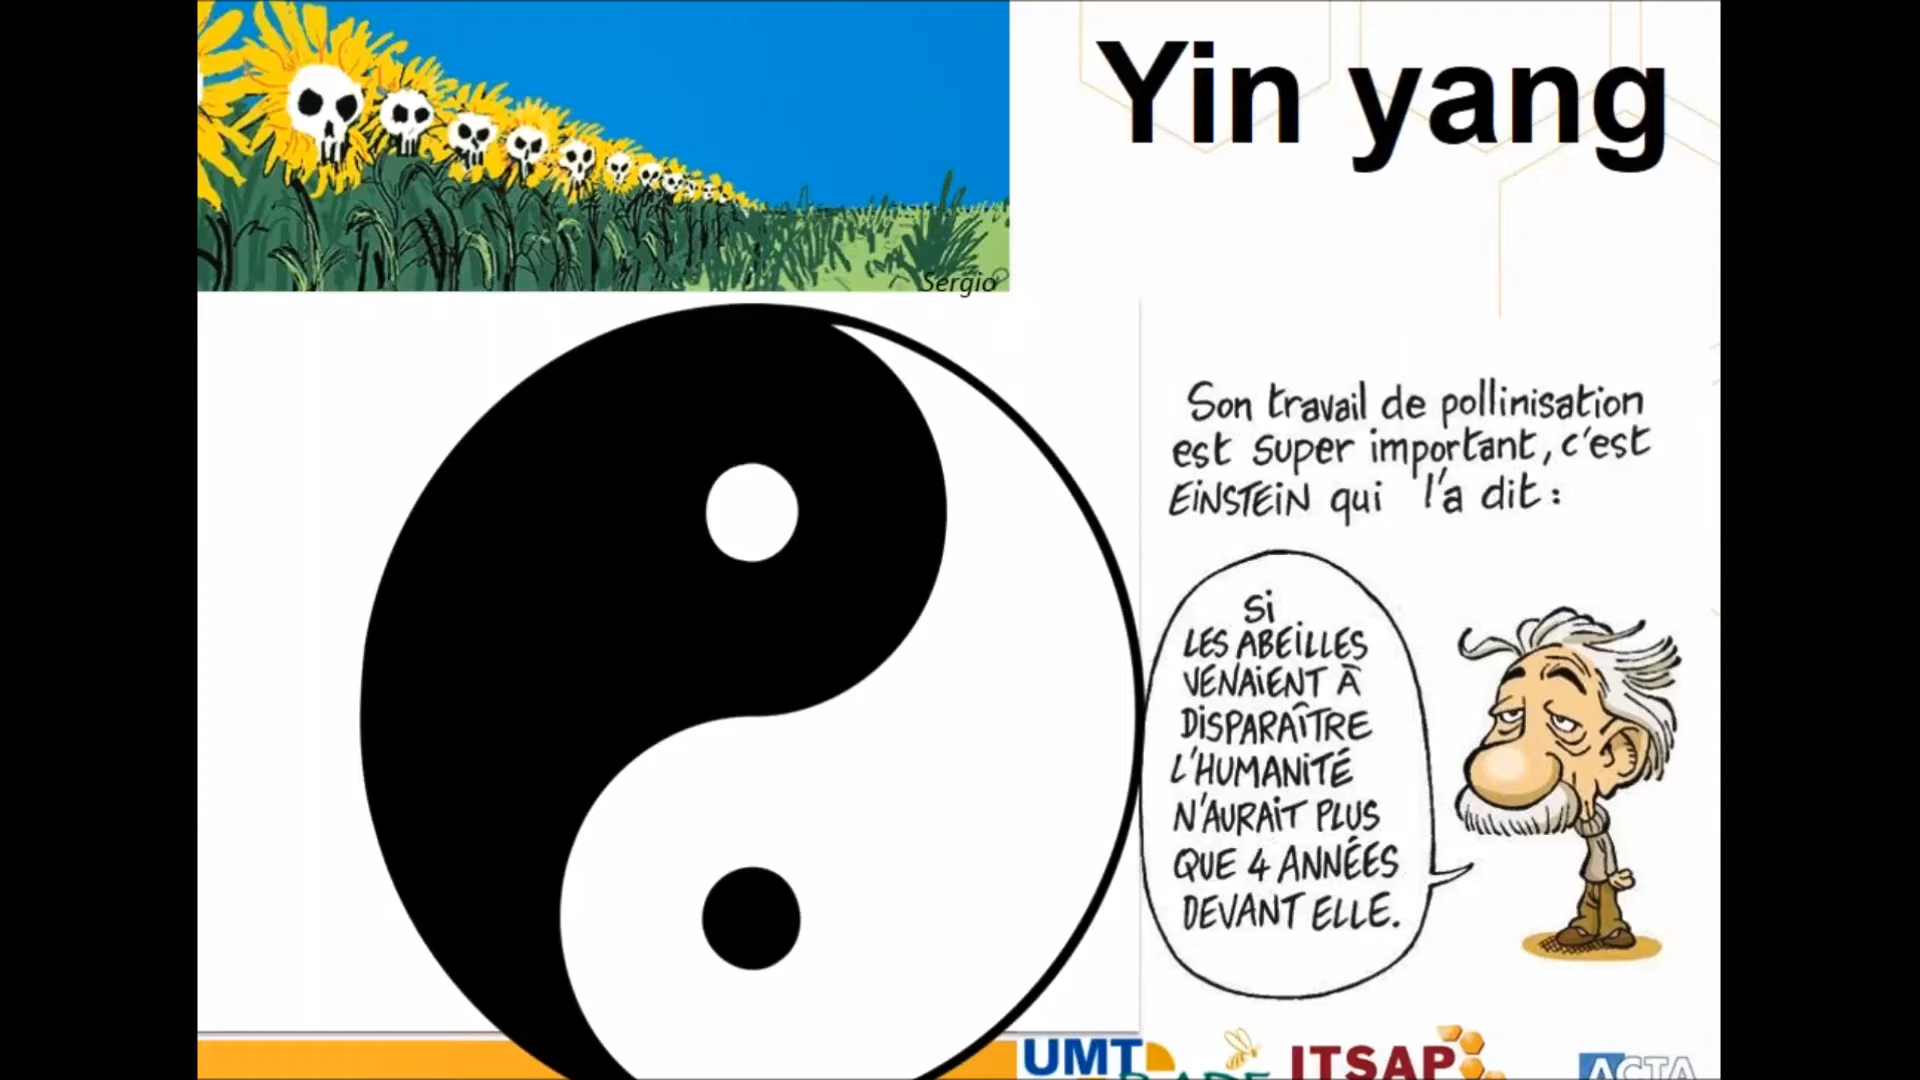 Yin yang
Sergio
Son travail de pollinisation
est super important, c'est
EINSTEIN qui l'a dit :
Si
LES ABEILLES
VENAIENT À
DISPARAÎTRE
L'HUMANITÉ
N'AURAIT PLUS
QUE 4 ANNÉES
DEVANT ELLE.
UMT
ITSAP
ACTA